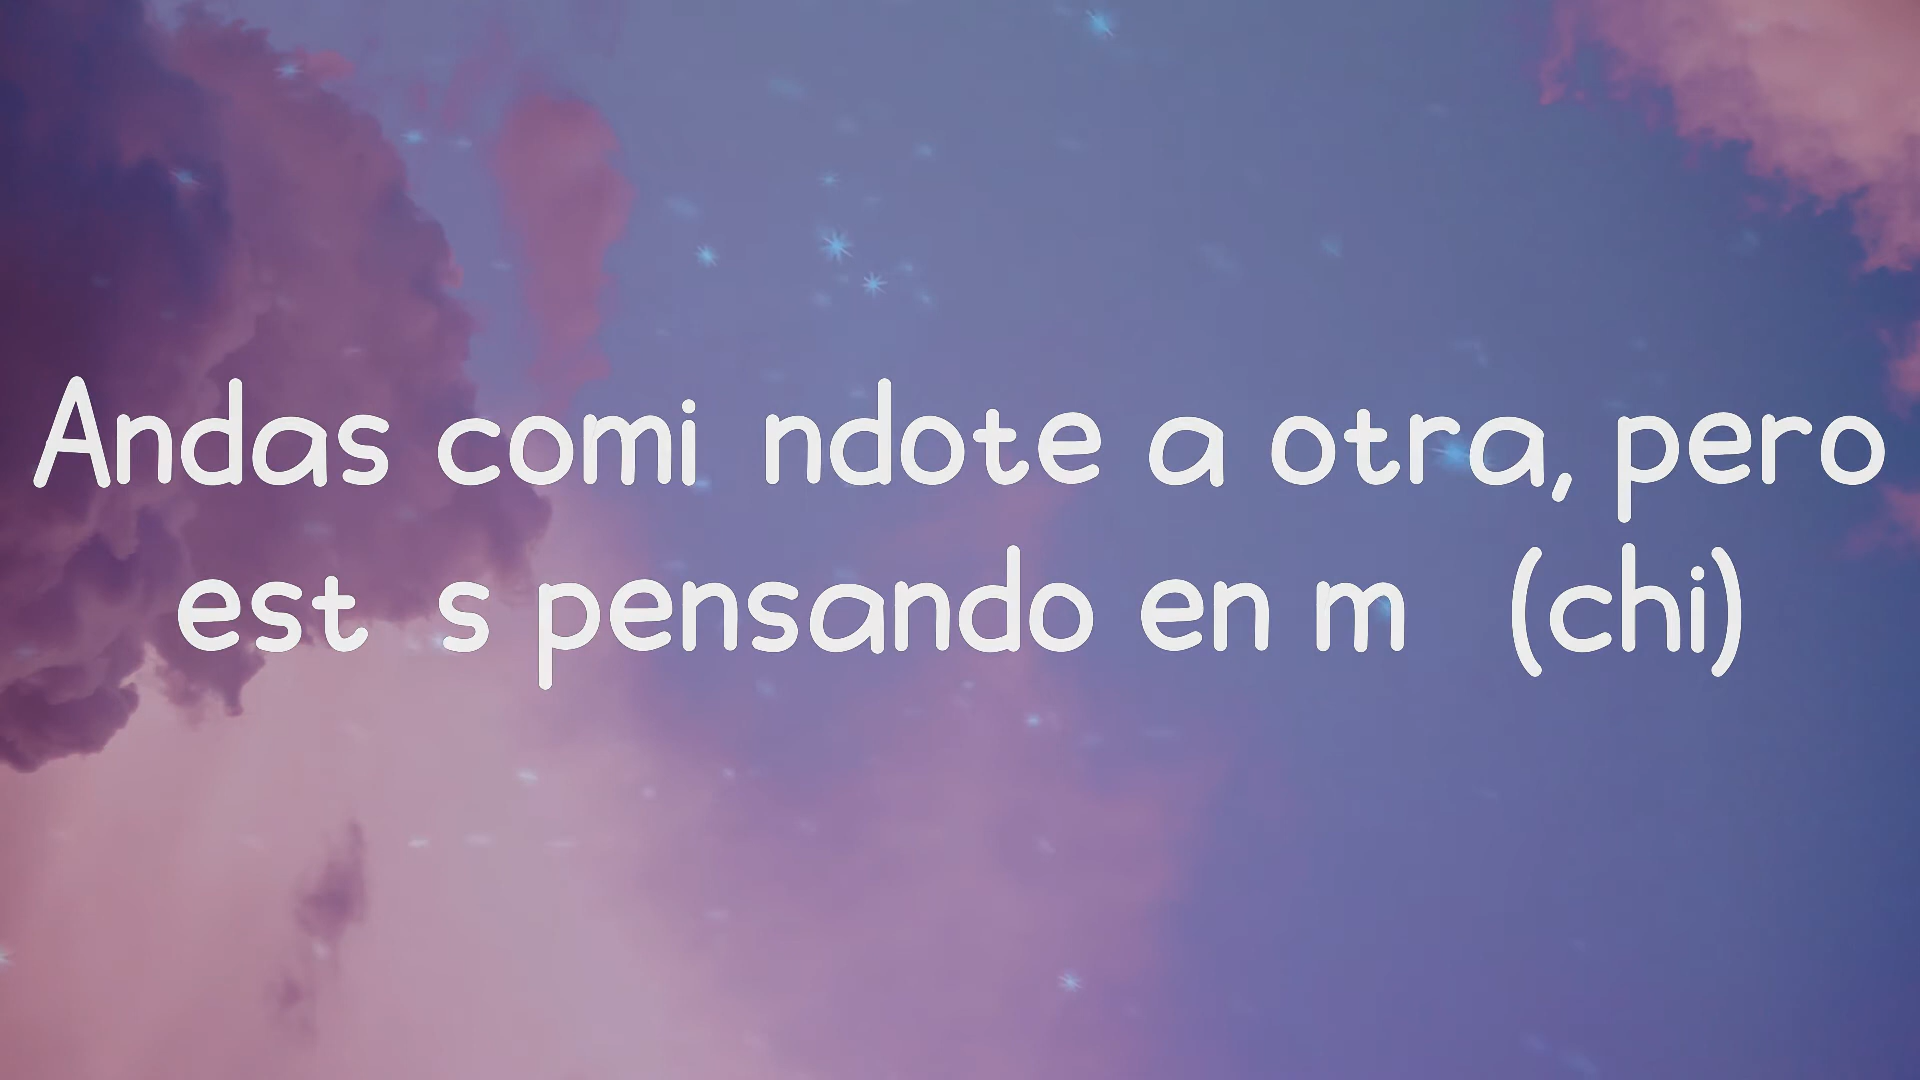 Andas comi ndote a otra, pero
est s pensando en m  (chi)